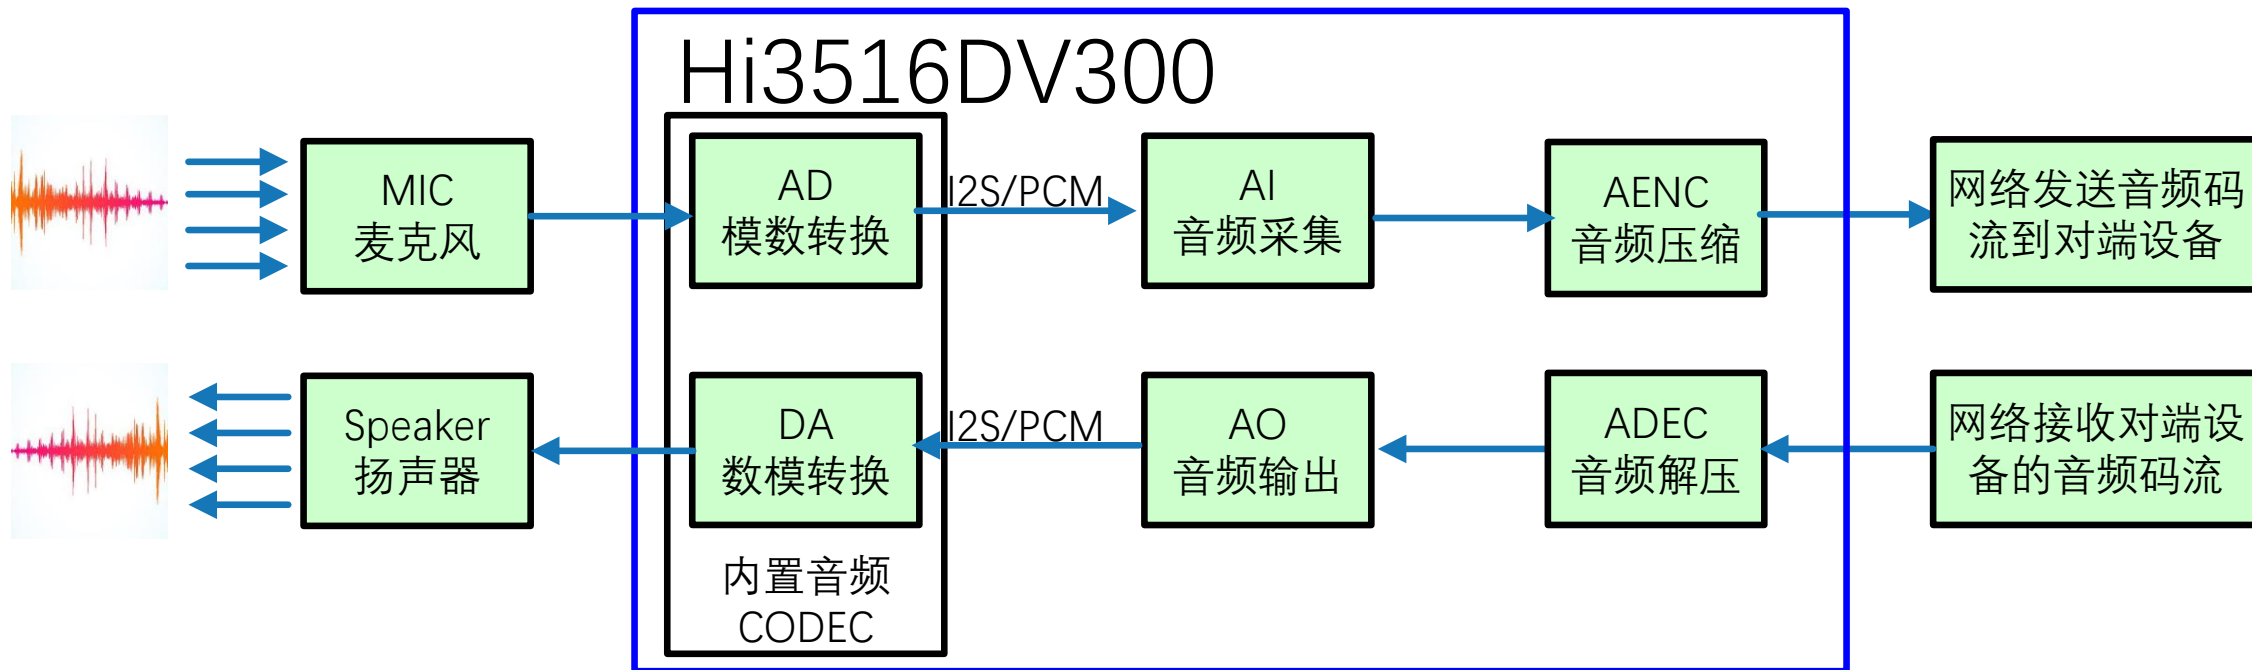 Hi3516DV300
MIC
麦克风
AD
模数转换
I2S/PCM
AI
音频采集
AENC
音频压缩
网络发送音频码
流到对端设备
Speaker
扬声器
DA
数模转换
I2S/PCM
AO
音频输出
ADEC
音频解压
网络接收对端设
备的音频码流
内置音频
CODEC